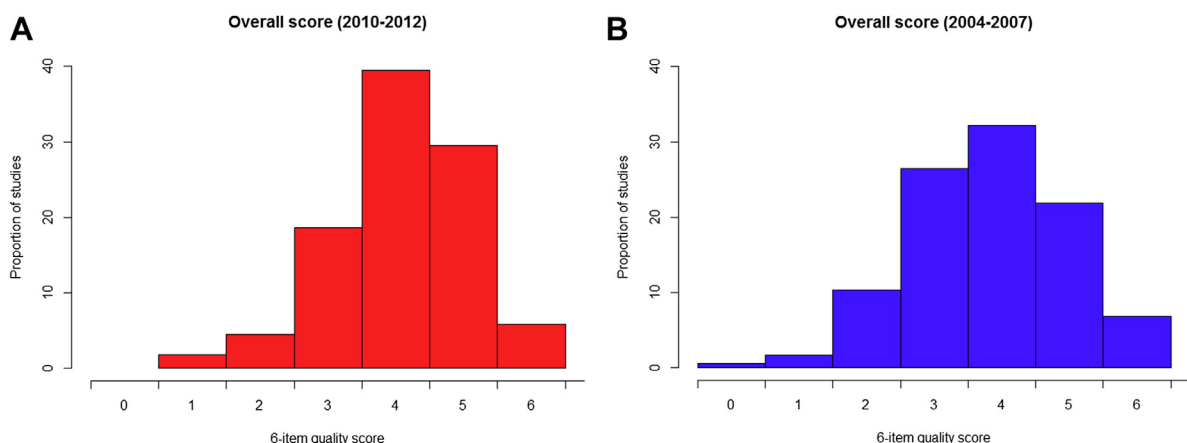 A
Overall score (2010-2012)
Proportion of studies
40
30
20
10
0
0 1 2 3 4 5 6
6-item quality score
B
Overall score (2004-2007)
Proportion of studies
40
30
20
10
0
0 1 2 3 4 5 6
6-item quality score